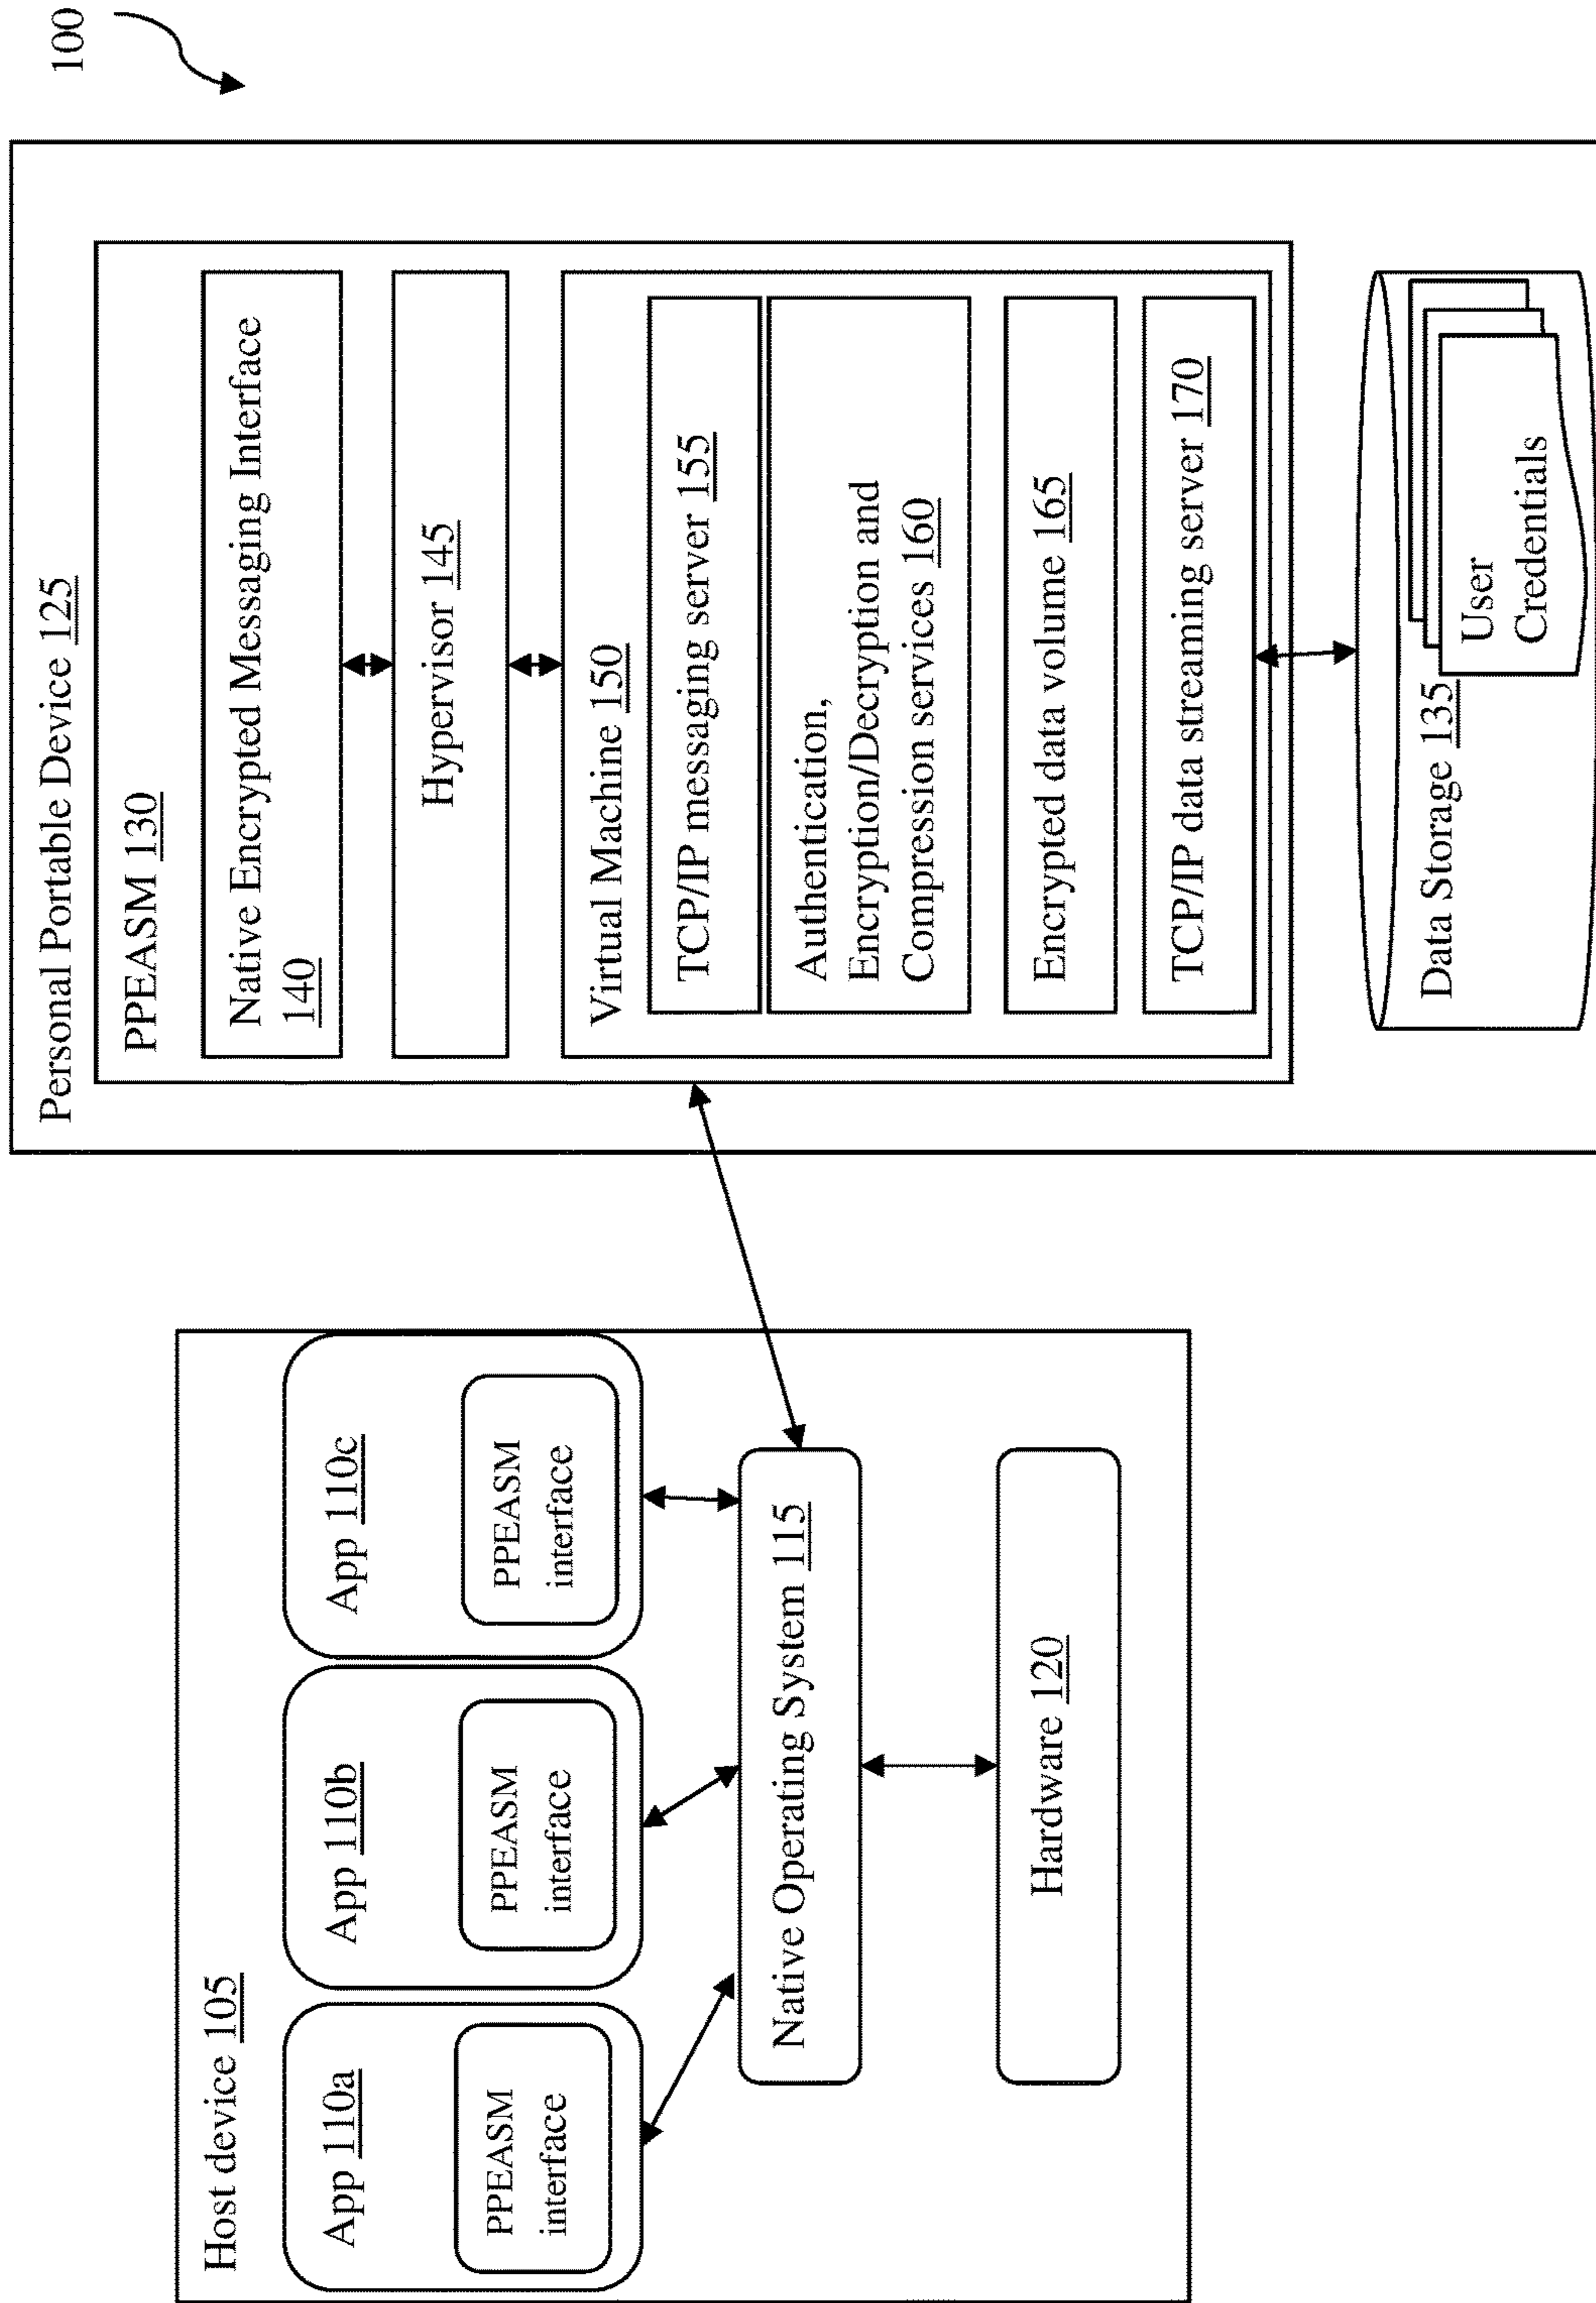 100
Host device 105
App 110a
PPEASM
interface
App 110b
PPEASM
interface
App 110c
PPEASM
interface
Native Operating System 115
Hardware 120
Personal Portable Device 125
PPEASM 130
Native Encrypted Messaging Interface
140
Hypervisor 145
Virtual Machine 150
TCP/IP messaging server 155
Authentication,
Encryption/Decryption and
Compression services 160
Encrypted data volume 165
TCP/IP data streaming server 170
Data Storage 135
User
Credentials